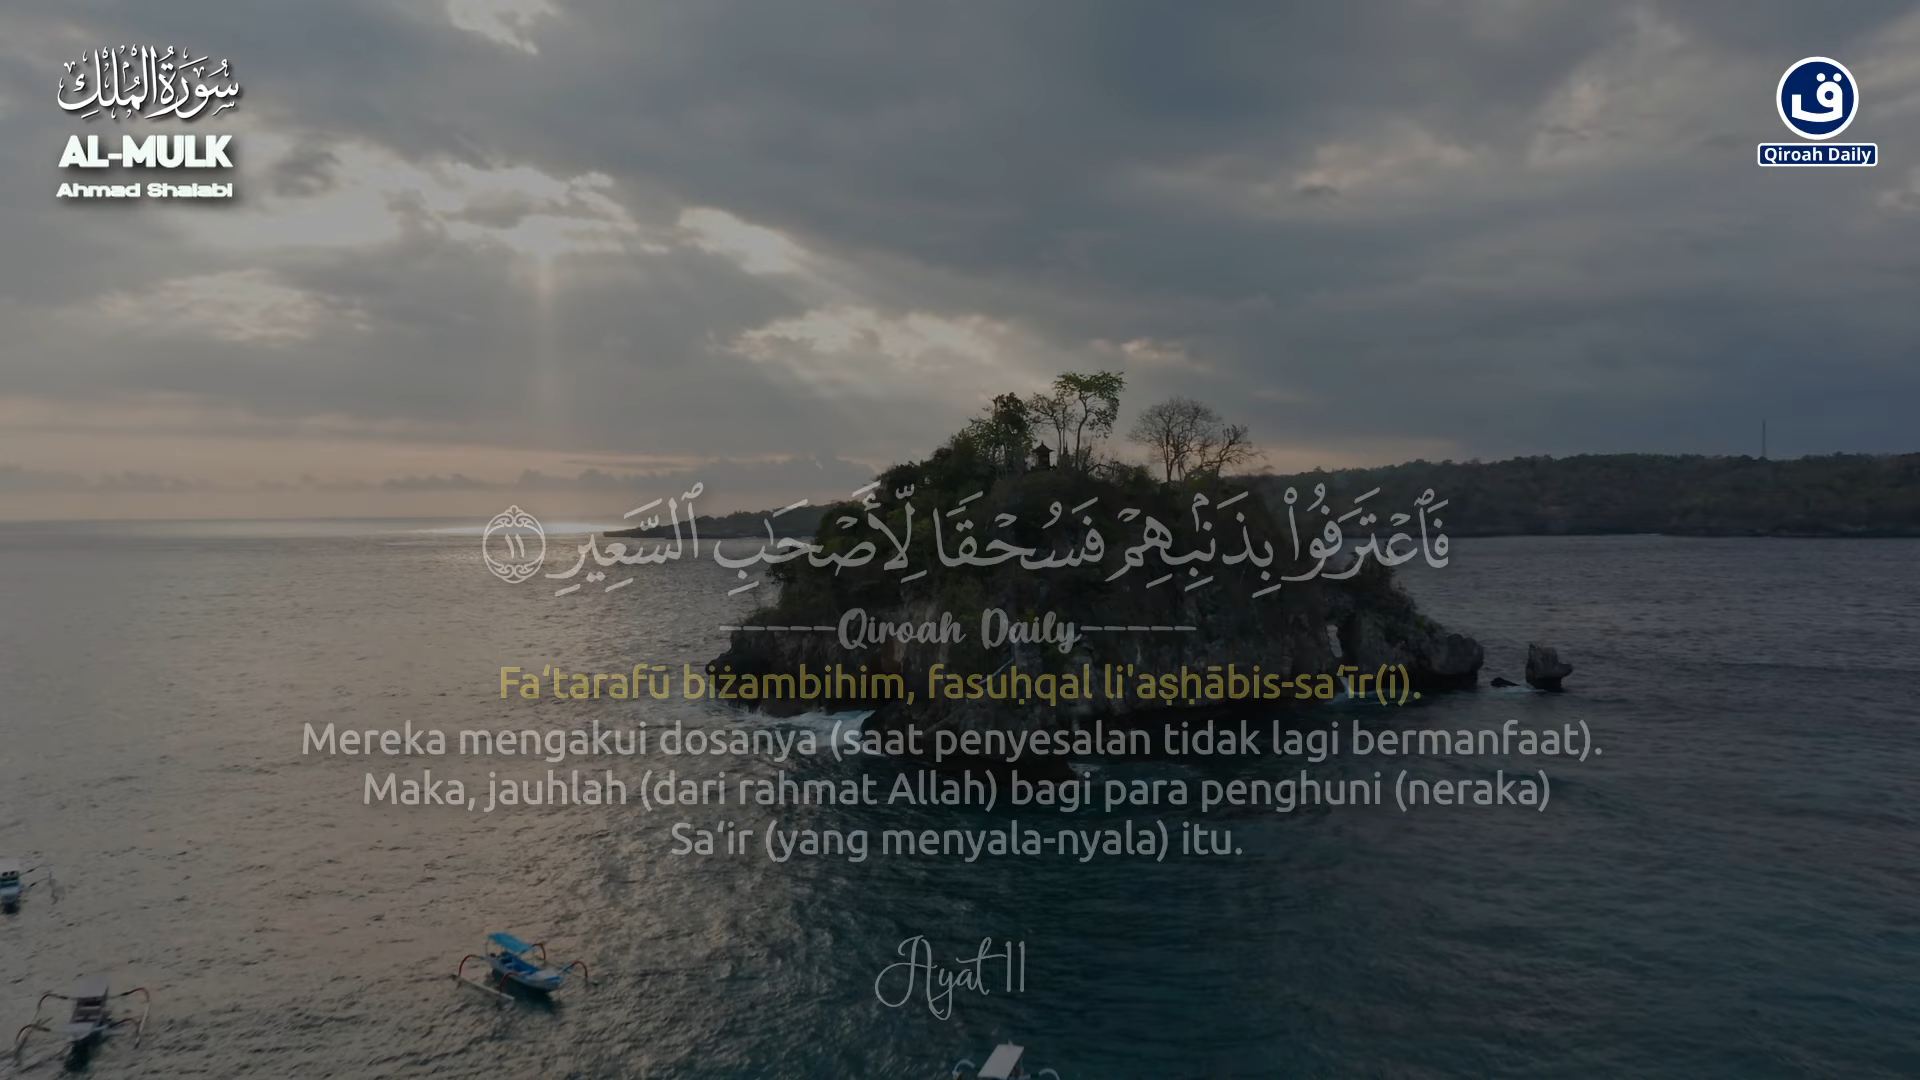 سُورَةُ الْمُلْكِ
AL-MULK
Ahmad Shalabi
ق
Qiroah Daily
فَٱعْتَرَفُوا۟ بِذَنۢبِهِمْ فَسُحْقًا لِّأَصْحَـٰبِ ٱلسَّعِيرِ ١١
-----Qiroah Daily-----
Fa‘tarafū biżambihim, fasuḥqal li'aṣḥābis-sa‘īr(i).
Mereka mengakui dosanya (saat penyesalan tidak lagi bermanfaat).
Maka, jauhlah (dari rahmat Allah) bagi para penghuni (neraka)
Sa‘ir (yang menyala-nyala) itu.
Ayat 11